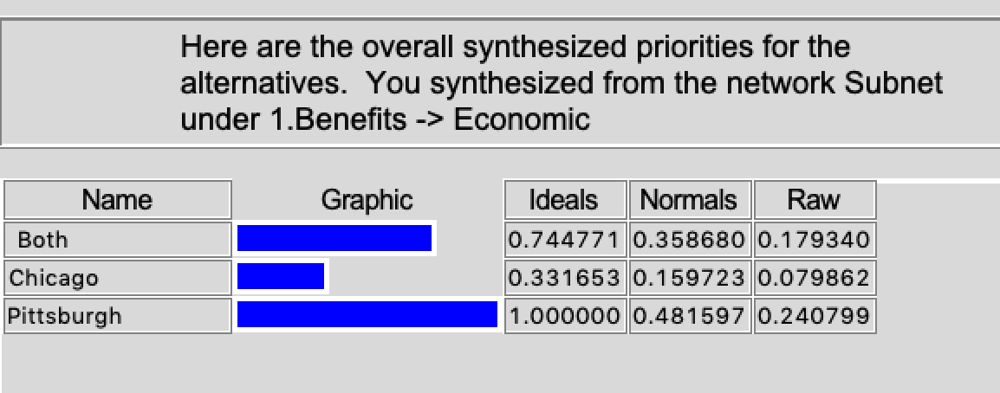 Here are the overall synthesized priorities for the
alternatives.  You synthesized from the network Subnet
under 1.Benefits -> Economic
Name Graphic Ideals Normals Raw
Both 0.744771 0.358680 0.179340
Chicago 0.331653 0.159723 0.079862
Pittsburgh 1.000000 0.481597 0.240799